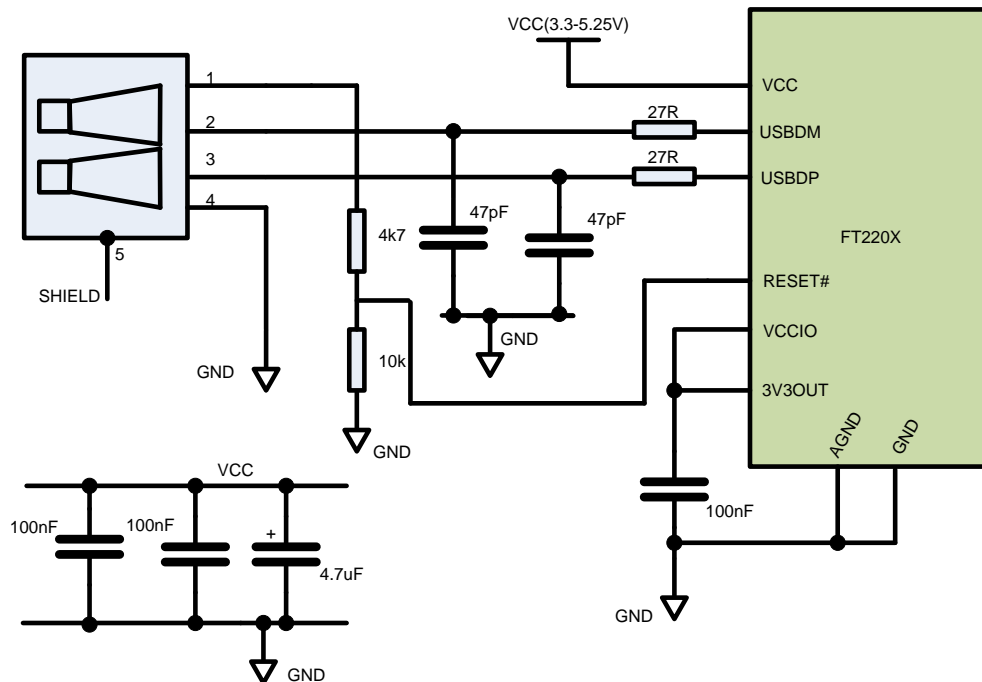 VCC(3.3-5.25V)
1
VCC
27R
2
USBDM
27R
3
USBDP
4
47pF
47pF
4k7
FT220X
5
SHIELD
RESET#
GND
VCCIO
GND
10k
3V3OUT
AGND
GND
GND
VCC
100nF
100nF
100nF
+
4.7uF
GND
GND